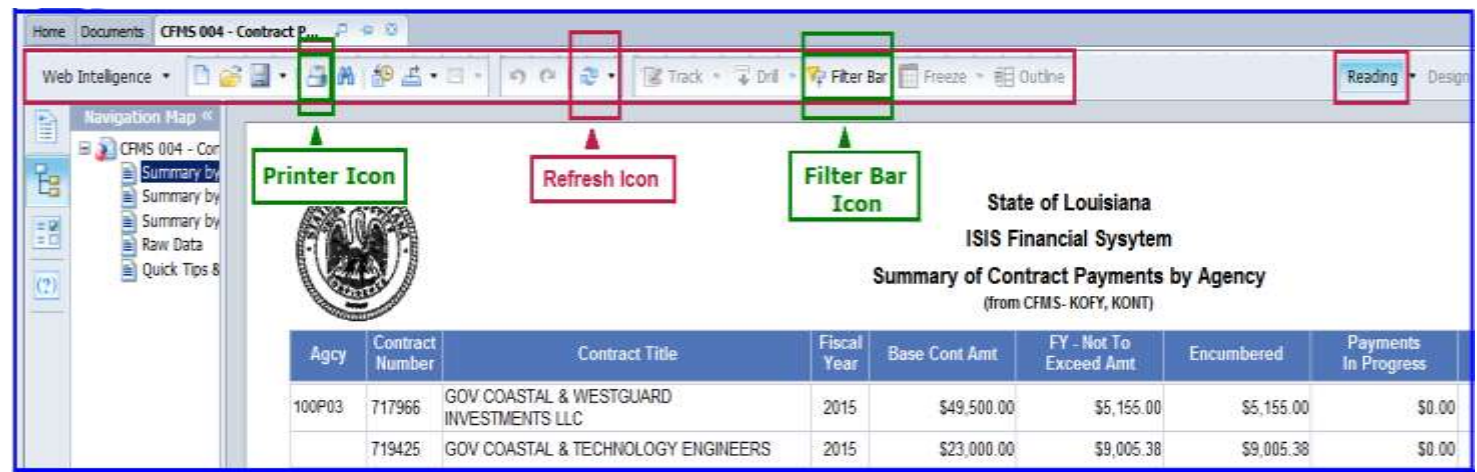 Home Documents CFMS 004 - Contract P...
Web Intelligence Track Drill Filter Bar Freeze Outline Reading Design
Navigation Map «
CFMS 004 - Cor
Summary by
Summary by
Summary by
Raw Data
Quick Tips &
Printer Icon
Refresh Icon
Filter Bar
Icon
State of Louisiana
ISIS Financial Sysytem
Summary of Contract Payments by Agency
(from CFMS- KOFY, KONT)
Agcy Contract Number Contract Title Fiscal Year Base Cont Amt FY - Not To Exceed Amt Encumbered Payments In Progress
100P03 717966 GOV COASTAL & WESTGUARD INVESTMENTS LLC 2015 $49,500.00 $5,155.00 $5,155.00 $0.00
719425 GOV COASTAL & TECHNOLOGY ENGINEERS 2015 $23,000.00 $9,005.38 $9,005.38 $0.00